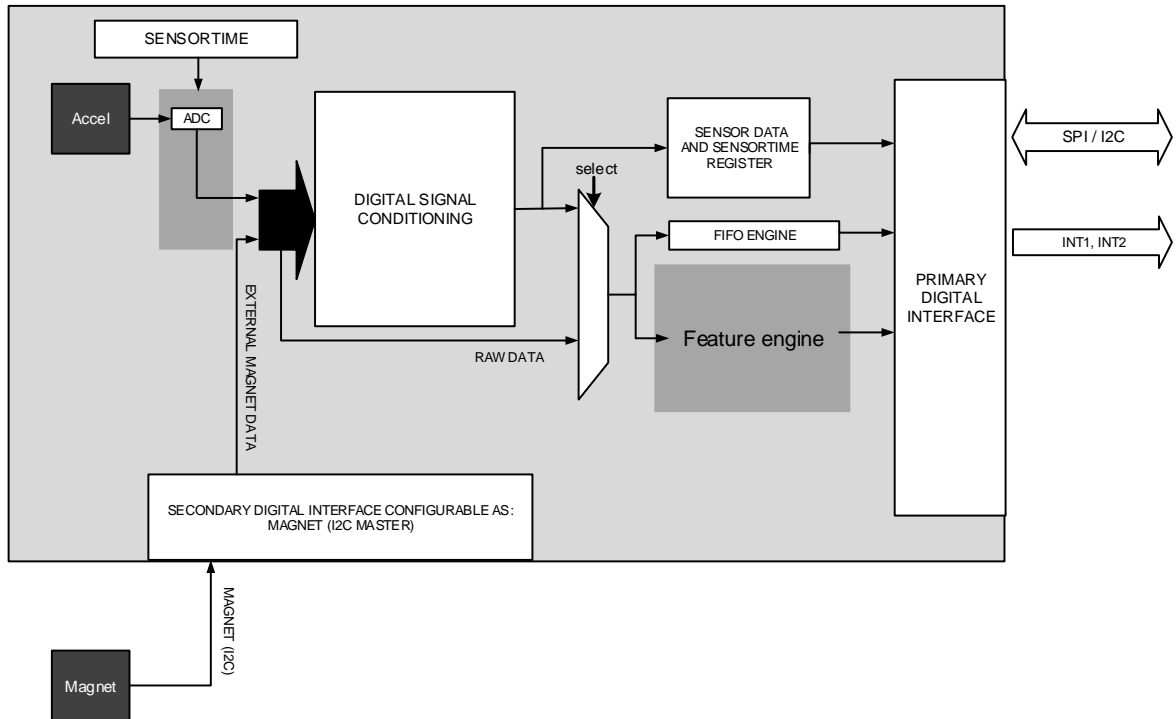 SENSORTIME
Accel
ADC
DIGITAL SIGNAL
CONDITIONING
SENSOR DATA
AND SENSORTIME
REGISTER
select
FIFO ENGINE
Feature engine
PRIMARY
DIGITAL
INTERFACE
SPI / I2C
INT1, INT2
RAW DATA
EXTERNAL MAGNET DATA
SECONDARY DIGITAL INTERFACE CONFIGURABLE AS:
MAGNET (I2C MASTER)
MAGNET (I2C)
Magnet